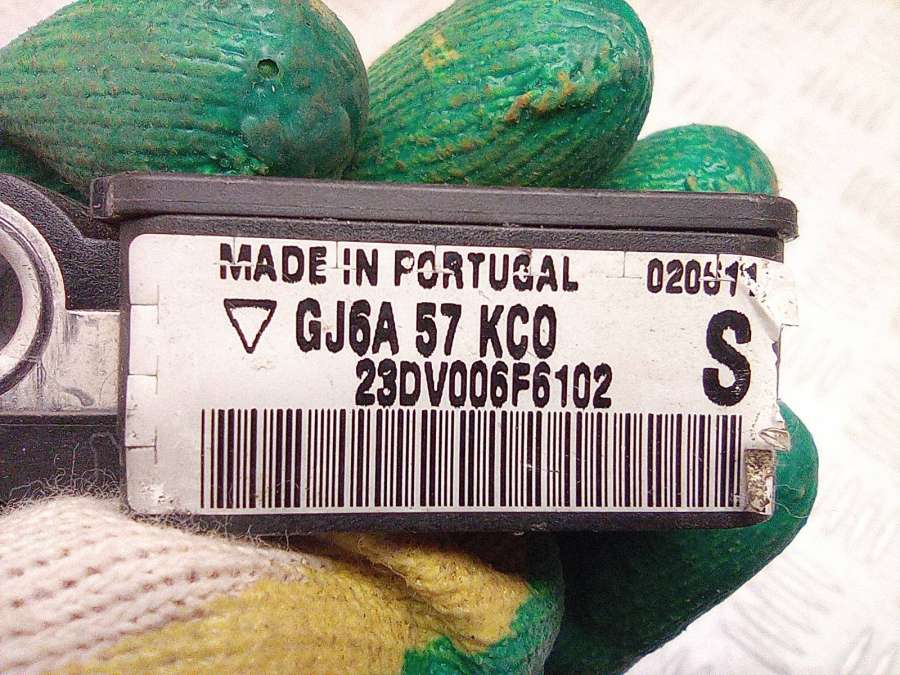 MADE IN PORTUGAL
GJ6A 57 KC0
S
23DV006F6102